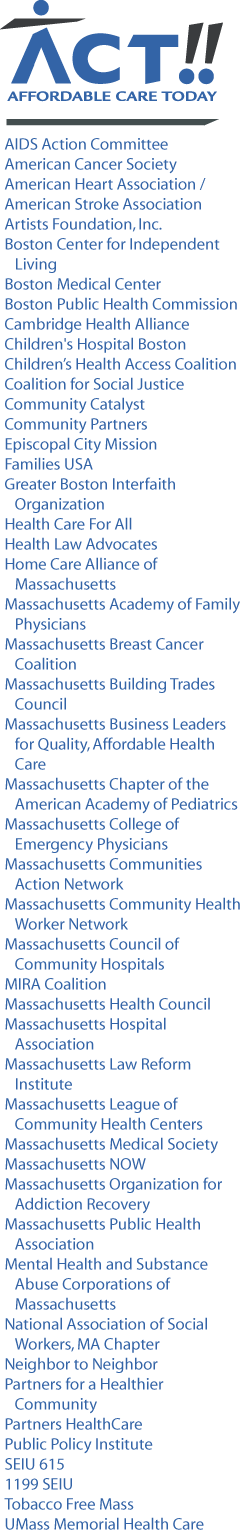 ACT!!
AFFORDABLE CARE TODAY
AIDS Action Committee
American Cancer Society
American Heart Association /
American Stroke Association
Artists Foundation, Inc.
Boston Center for Independent
Living
Boston Medical Center
Boston Public Health Commission
Cambridge Health Alliance
Children's Hospital Boston
Children’s Health Access Coalition
Coalition for Social Justice
Community Catalyst
Community Partners
Episcopal City Mission
Families USA
Greater Boston Interfaith
Organization
Health Care For All
Health Law Advocates
Home Care Alliance of
Massachusetts
Massachusetts Academy of Family
Physicians
Massachusetts Breast Cancer
Coalition
Massachusetts Building Trades
Council
Massachusetts Business Leaders
for Quality, Affordable Health
Care
Massachusetts Chapter of the
American Academy of Pediatrics
Massachusetts College of
Emergency Physicians
Massachusetts Communities
Action Network
Massachusetts Community Health
Worker Network
Massachusetts Council of
Community Hospitals
MIRA Coalition
Massachusetts Health Council
Massachusetts Hospital
Association
Massachusetts Law Reform
Institute
Massachusetts League of
Community Health Centers
Massachusetts Medical Society
Massachusetts NOW
Massachusetts Organization for
Addiction Recovery
Massachusetts Public Health
Association
Mental Health and Substance
Abuse Corporations of
Massachusetts
National Association of Social
Workers, MA Chapter
Neighbor to Neighbor
Partners for a Healthier
Community
Partners HealthCare
Public Policy Institute
SEIU 615
1199 SEIU
Tobacco Free Mass
UMass Memorial Health Care